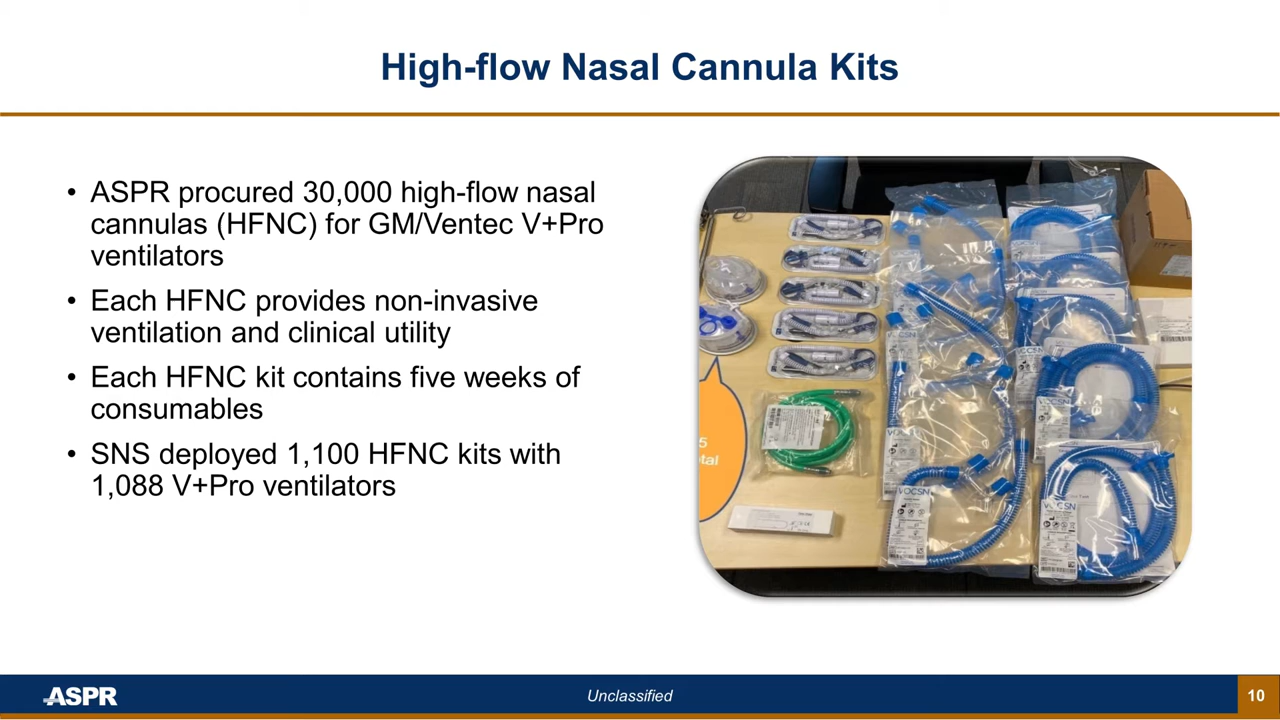 High-flow Nasal Cannula Kits
• ASPR procured 30,000 high-flow nasal
cannulas (HFNC) for GM/Ventec V+Pro
ventilators
• Each HFNC provides non-invasive
ventilation and clinical utility
• Each HFNC kit contains five weeks of
consumables
• SNS deployed 1,100 HFNC kits with
1,088 V+Pro ventilators
VOCSN
VOCSN
VOCSN
ASPR
Unclassified
10